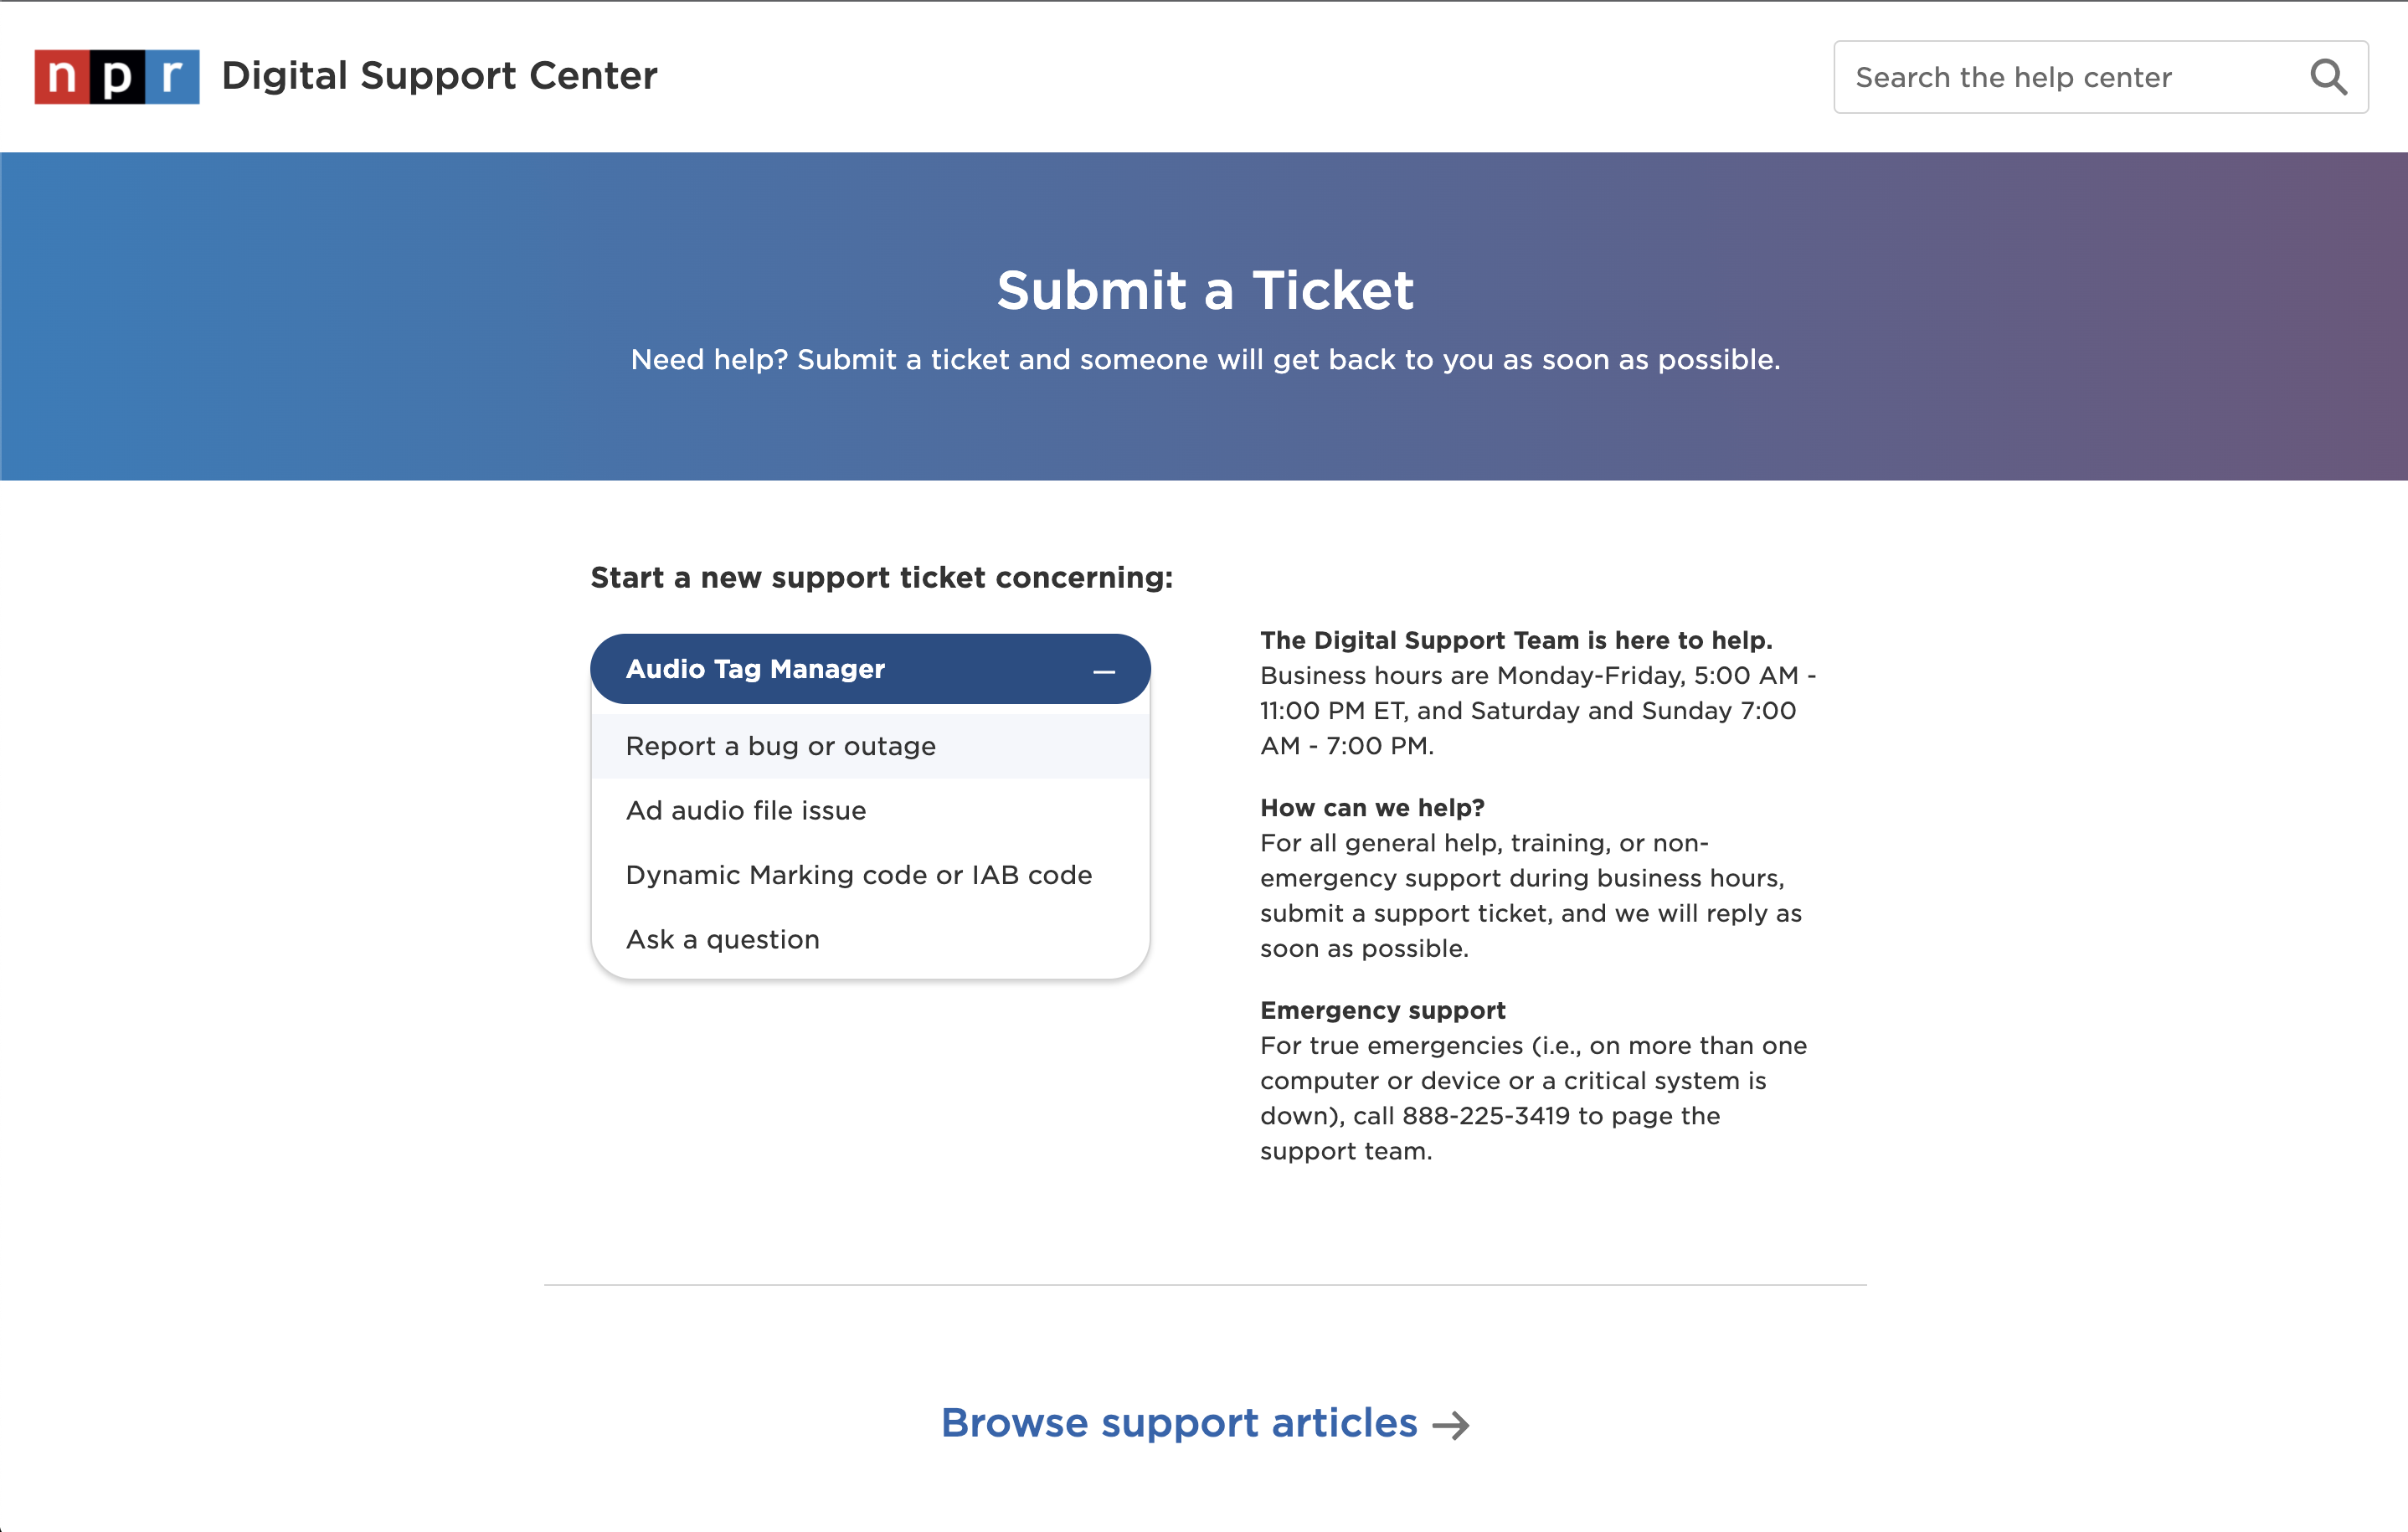 npr Digital Support Center
Search the help center
Submit a Ticket
Need help? Submit a ticket and someone will get back to you as soon as possible.
Start a new support ticket concerning:
Audio Tag Manager
Report a bug or outage
Ad audio file issue
Dynamic Marking code or IAB code
Ask a question
The Digital Support Team is here to help.
Business hours are Monday-Friday, 5:00 AM -
11:00 PM ET, and Saturday and Sunday 7:00
AM - 7:00 PM.
How can we help?
For all general help, training, or non-
emergency support during business hours,
submit a support ticket, and we will reply as
soon as possible.
Emergency support
For true emergencies (i.e., on more than one
computer or device or a critical system is
down), call 888-225-3419 to page the
support team.
Browse support articles